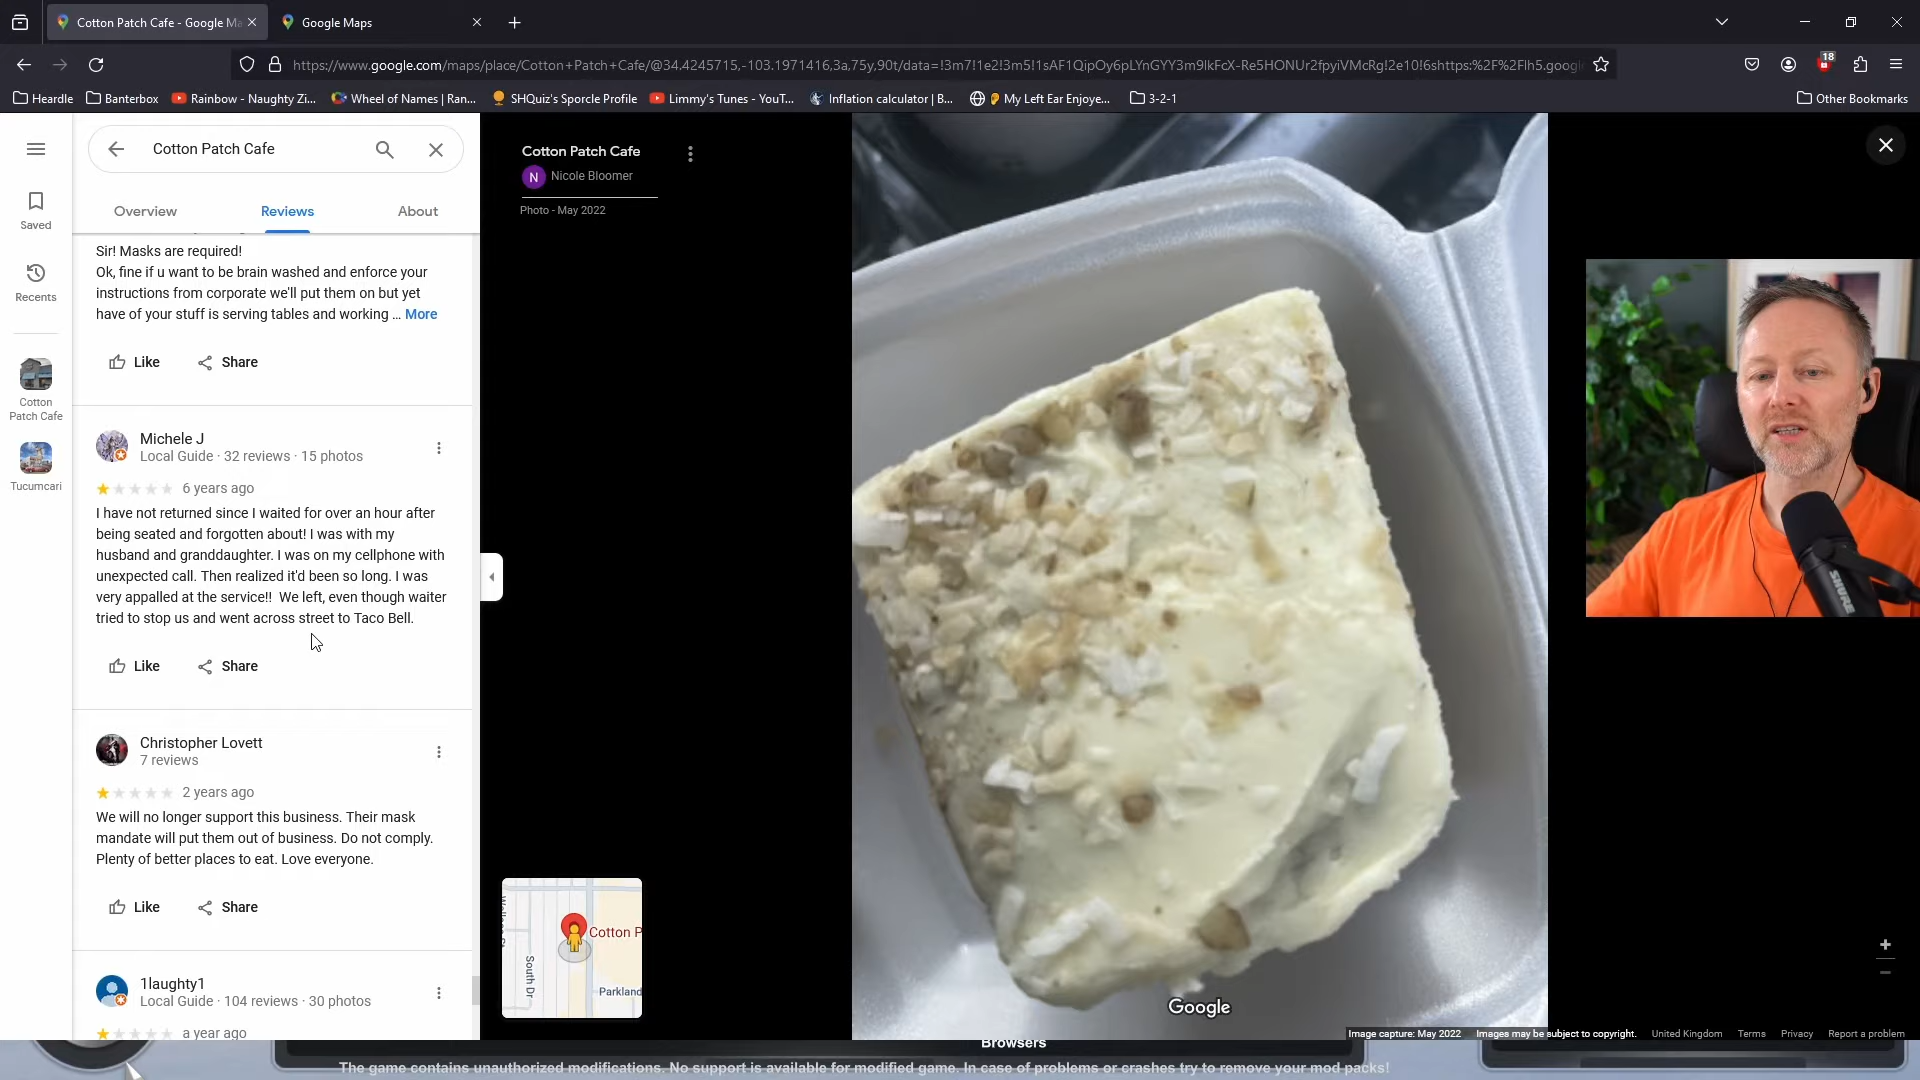 Cotton Patch Cafe - Google Ma
Google Maps
https://www.google.com/maps/place/Cotton+Patch+Cafe/@34.4245715,-103.1971416,3a,75y,90t/data=!3m7!1e2!3m5!1sAF1QipOy6pLYnGYY3m9lkFcX-Re5HONUr2fpyiVMcRg!2e10!6shttps:%2F%2Flh5.googl
18
Heardle
Banterbox
Rainbow - Naughty Zi...
Wheel of Names | Ran...
SHQuiz's Sporcle Profile
Limmy's Tunes - YouT...
Inflation calculator | B...
My Left Ear Enjoye...
3-2-1
Other Bookmarks
Saved
Recents
Cotton
Patch Cafe
Tucumcari
Cotton Patch Cafe
Overview
Reviews
About
Sir! Masks are required!
Ok, fine if u want to be brain washed and enforce your
instructions from corporate we'll put them on but yet
have of your stuff is serving tables and working ... More
Like
Share
Michele J
Local Guide · 32 reviews · 15 photos
6 years ago
I have not returned since I waited for over an hour after
being seated and forgotten about! I was with my
husband and granddaughter. I was on my cellphone with
unexpected call. Then realized it'd been so long. I was
very appalled at the service!! We left, even though waiter
tried to stop us and went across street to Taco Bell.
Like
Share
Christopher Lovett
7 reviews
2 years ago
We will no longer support this business. Their mask
mandate will put them out of business. Do not comply.
Plenty of better places to eat. Love everyone.
Like
Share
1laughty1
Local Guide · 104 reviews · 30 photos
a year ago
Cotton Patch Cafe
N
Nicole Bloomer
Photo - May 2022
Cotton P
South Dr
Parkland
SHURE
Google
Image capture: May 2022
Images may be subject to copyright.
United Kingdom
Terms
Privacy
Report a problem
Browsers
The game contains unauthorized modifications. No support is available for modified game. In case of problems or crashes try to remove your mod packs!